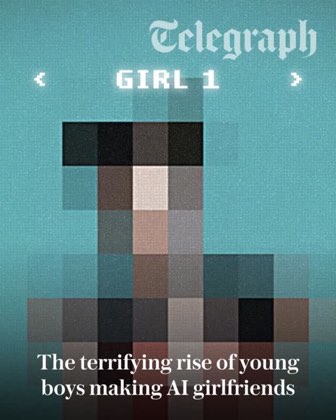 Telegraph
< GIRL 1 >
The terrifying rise of young
boys making AI girlfriends